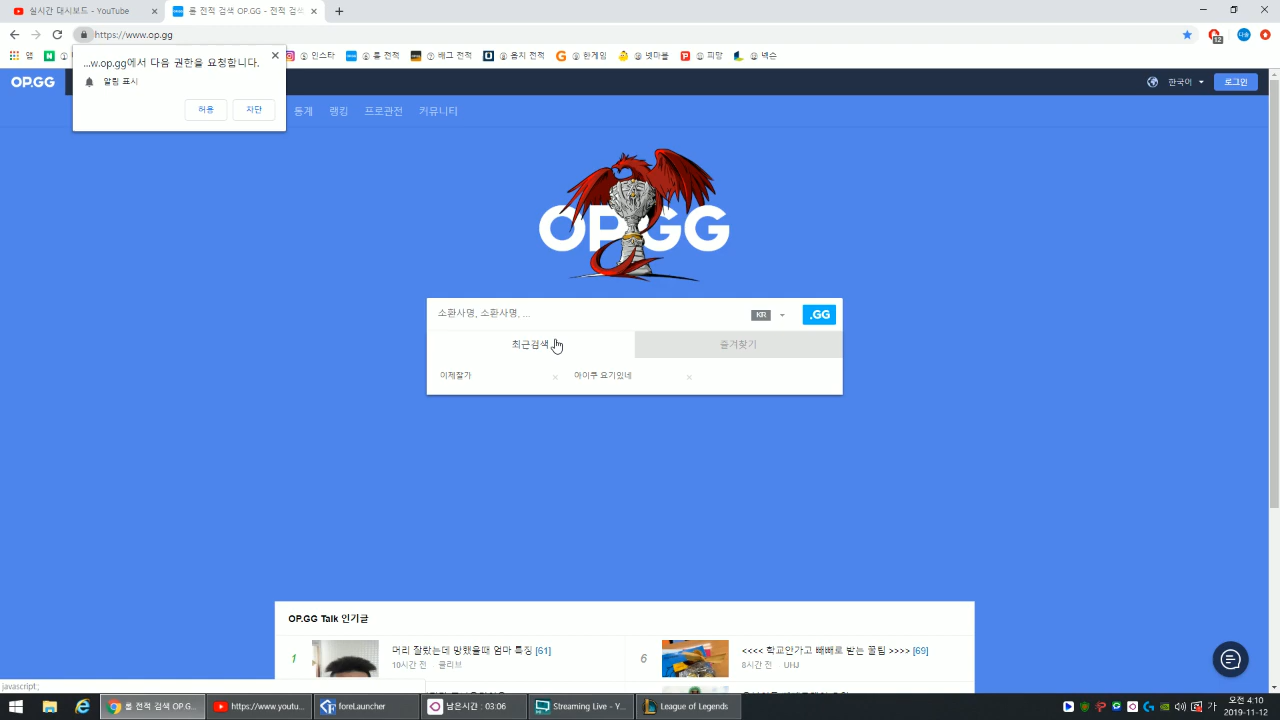 실시간 대시보드 - YouTube
롤 전적 검색 OP.GG - 전적 검색
https://www.op.gg
앱
인스타
롤 전적
배그 전적
옵치 전적
한게임
넷마블
피망
넥슨
...w.op.gg에서 다음 권한을 요청합니다.
알림 표시
허용
차단
OP.GG
한국어
로그인
통계
랭킹
프로관전
커뮤니티
OP.GG
소환사명, 소환사명, ...
KR
.GG
최근검색
즐겨찾기
이제잘가
아이쿠 요기있네
OP.GG Talk 인기글
1
머리 잘랐는데 망했을때 엄마 특징 [61]
10시간 전
클리브
6
<<<< 학교안가고 빼빼로 받는 꿀팁 >>>> [69]
8시간 전
UHJ
javascript:;
롤 전적 검색 OP.G...
https://www.youtu...
foreLauncher
남은시간 : 03:06
Streaming Live - Y...
League of Legends
가
오전 4:10
2019-11-12